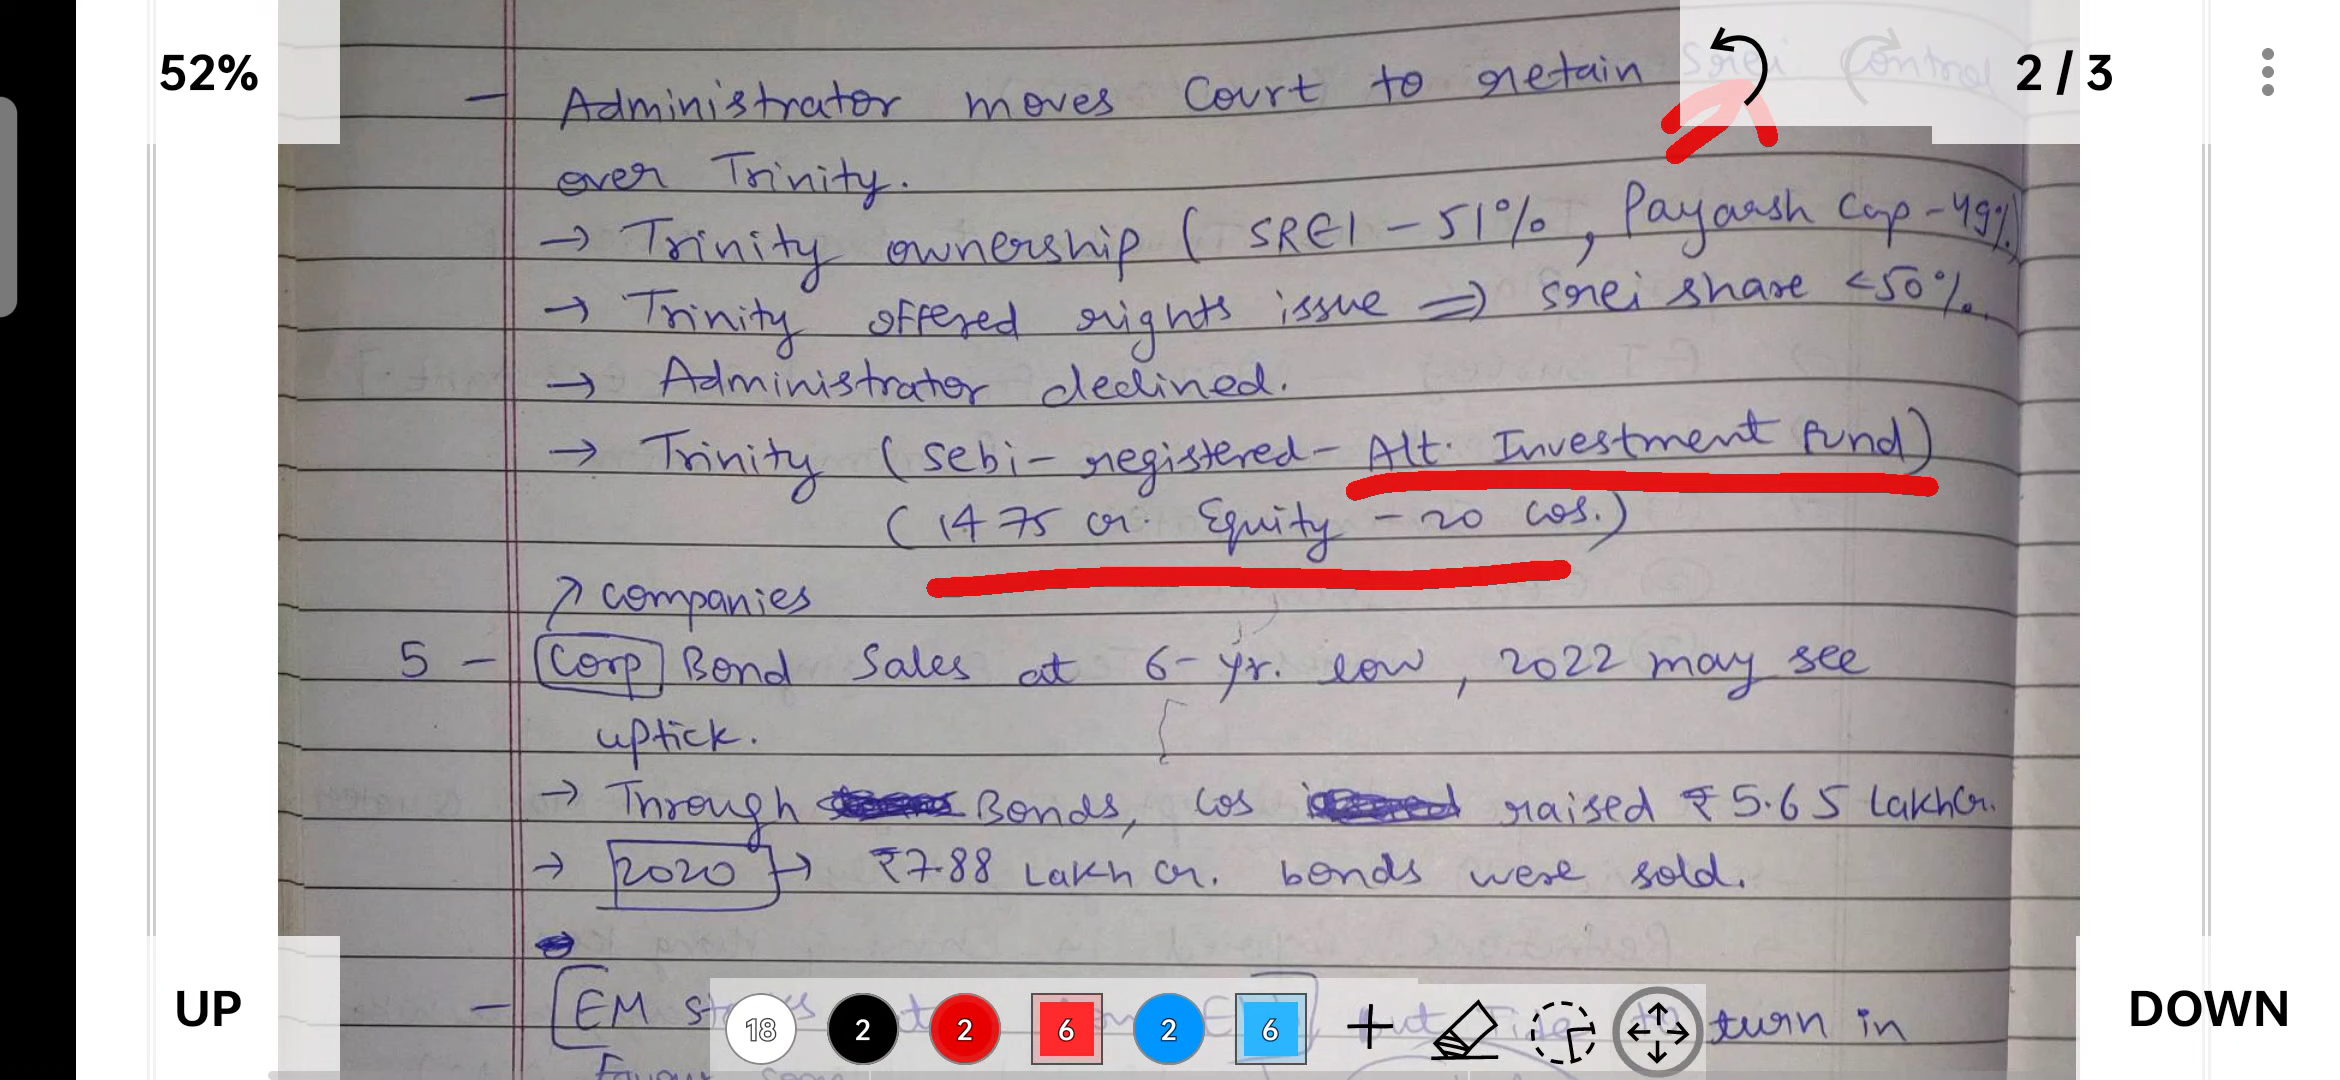 52%
2 / 3
- Administrator moves Court to retain Srei Control
over Trinity.
→ Trinity ownership ( SREI - 51%, Payarsh Cap - 49%)
→ Trinity offered rights issue ⇒ Srei share <50%.
→ Administrator declined.
→ Trinity ( Sebi - registered - Alt. Investment Fund)
( 1475 cr. Equity - 20 cos.)
↗ companies
5 - Corp Bond Sales at 6-yr. low, 2022 may see
uptick.
→ Through Bonds, cos raised ₹5.65 Lakh Cr.
→ 2020 → ₹7.88 Lakh Cr. bonds were sold.
- EM turn in
UP
18 2 2 6 2 6
DOWN